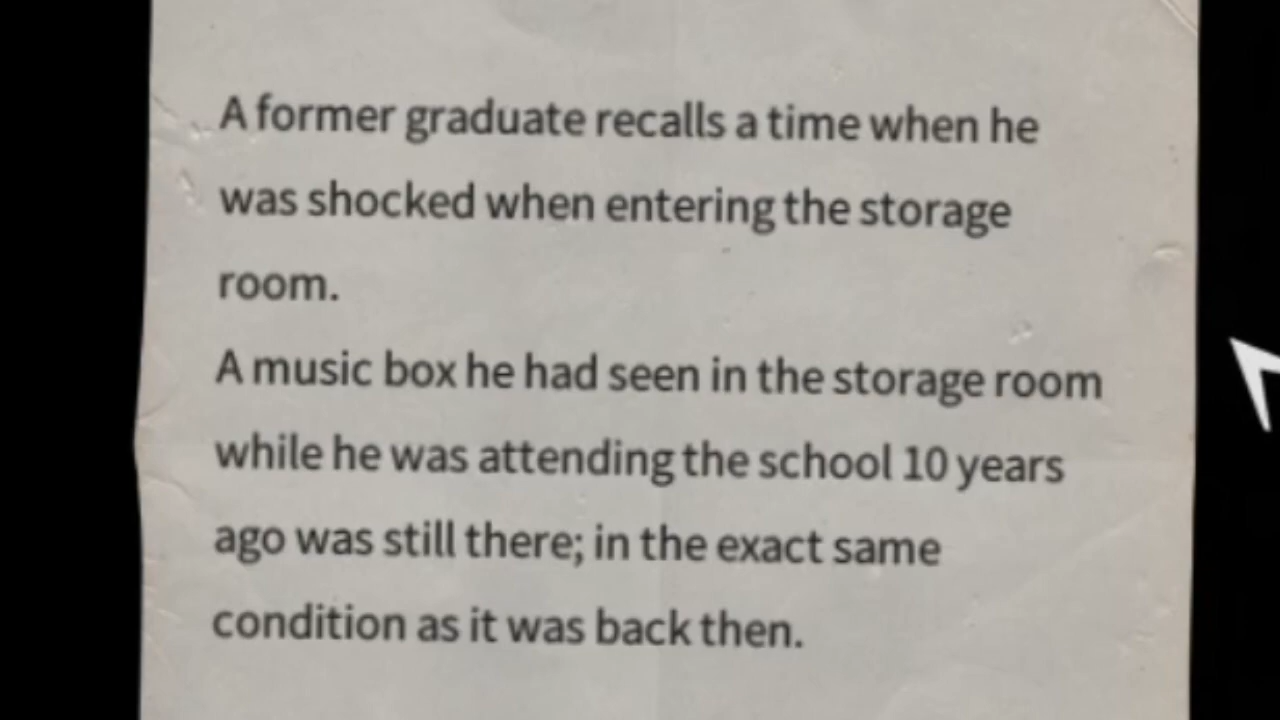 A former graduate recalls a time when he
was shocked when entering the storage
room.
A music box he had seen in the storage room
while he was attending the school 10 years
ago was still there; in the exact same
condition as it was back then.